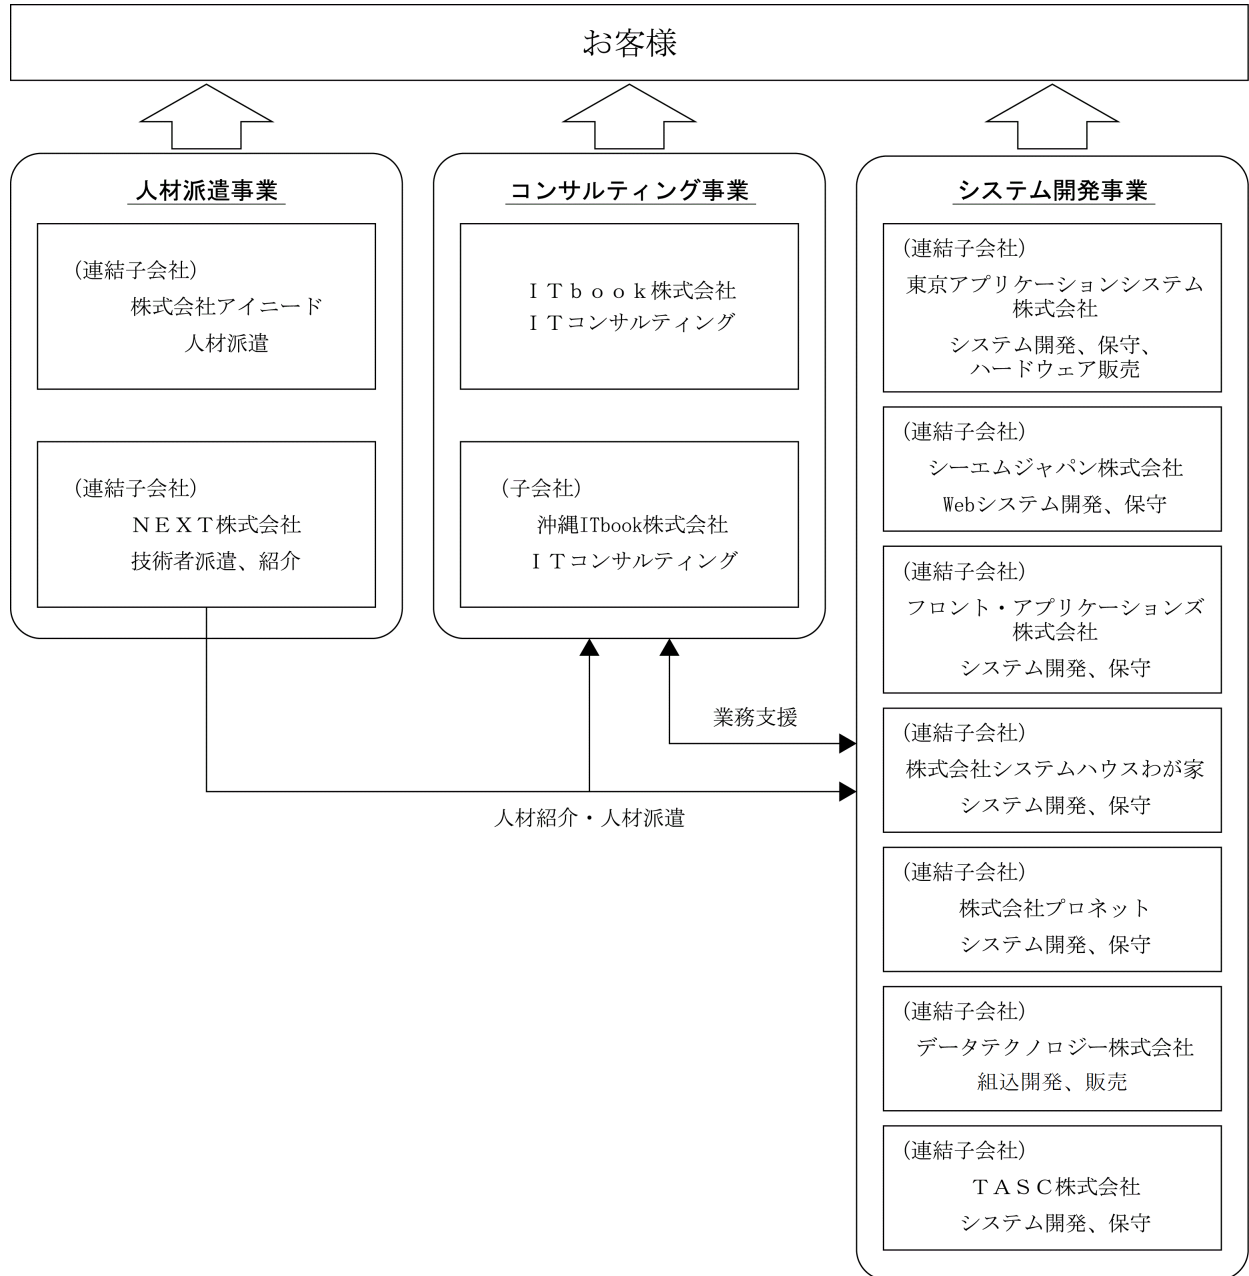 お客様
人材派遣事業
(連結子会社)
株式会社アイニード
人材派遣
(連結子会社)
ＮＥＸＴ株式会社
技術者派遣、紹介
コンサルティング事業
ＩＴｂｏｏｋ株式会社
ＩＴコンサルティング
(子会社)
沖縄ITbook株式会社
ＩＴコンサルティング
システム開発事業
(連結子会社)
東京アプリケーションシステム
株式会社
システム開発、保守、
ハードウェア販売
(連結子会社)
シーエムジャパン株式会社
Webシステム開発、保守
(連結子会社)
フロント・アプリケーションズ
株式会社
システム開発、保守
(連結子会社)
株式会社システムハウスわが家
システム開発、保守
(連結子会社)
株式会社プロネット
システム開発、保守
(連結子会社)
データテクノロジー株式会社
組込開発、販売
(連結子会社)
ＴＡＳＣ株式会社
システム開発、保守
業務支援
人材紹介・人材派遣